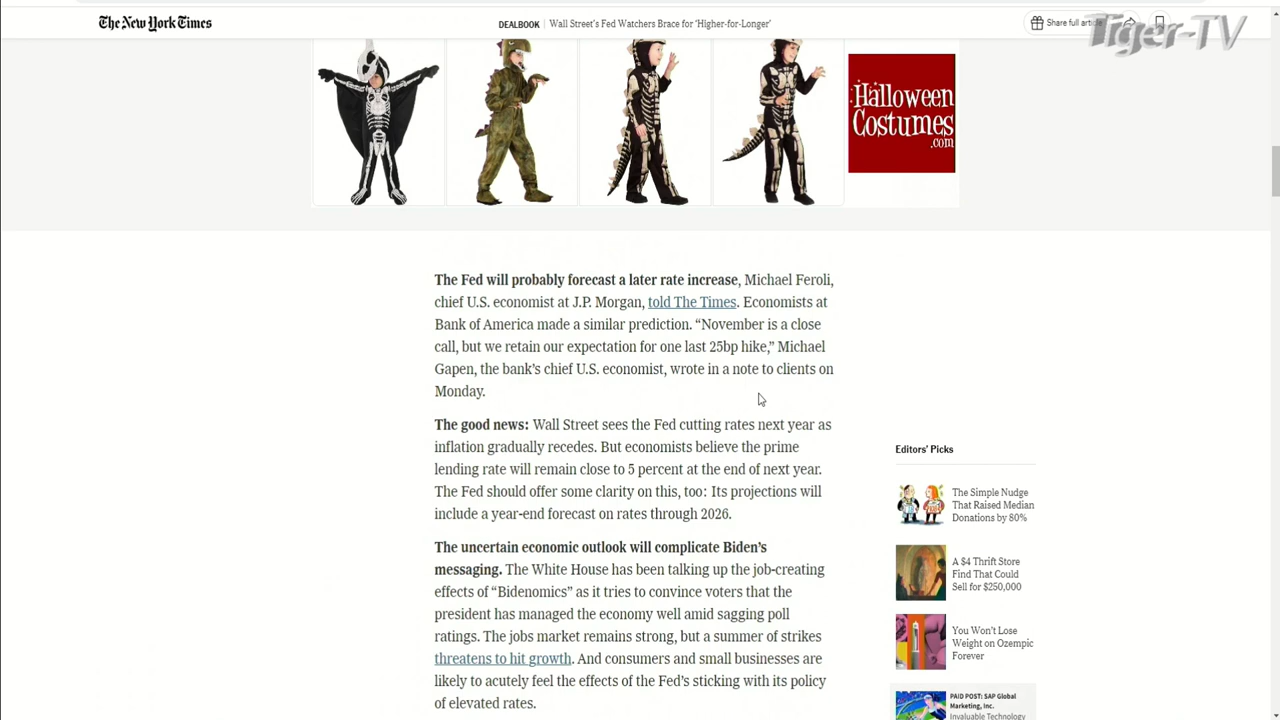 The New York Times
DEALBOOK | Wall Street's Fed Watchers Brace for ‘Higher-for-Longer’
Share full article
Tiger-TV
Halloween
Costumes
.com
The Fed will probably forecast a later rate increase, Michael Feroli,
chief U.S. economist at J.P. Morgan, told The Times. Economists at
Bank of America made a similar prediction. “November is a close
call, but we retain our expectation for one last 25bp hike,” Michael
Gapen, the bank’s chief U.S. economist, wrote in a note to clients on
Monday.
The good news: Wall Street sees the Fed cutting rates next year as
inflation gradually recedes. But economists believe the prime
lending rate will remain close to 5 percent at the end of next year.
The Fed should offer some clarity on this, too: Its projections will
include a year-end forecast on rates through 2026.
The uncertain economic outlook will complicate Biden’s
messaging. The White House has been talking up the job-creating
effects of “Bidenomics” as it tries to convince voters that the
president has managed the economy well amid sagging poll
ratings. The jobs market remains strong, but a summer of strikes
threatens to hit growth. And consumers and small businesses are
likely to acutely feel the effects of the Fed’s sticking with its policy
of elevated rates.
Editors’ Picks
The Simple Nudge
That Raised Median
Donations by 80%
A $4 Thrift Store
Find That Could
Sell for $250,000
You Won’t Lose
Weight on Ozempic
Forever
PAID POST: SAP Global
Marketing, Inc.
Invaluable Technology